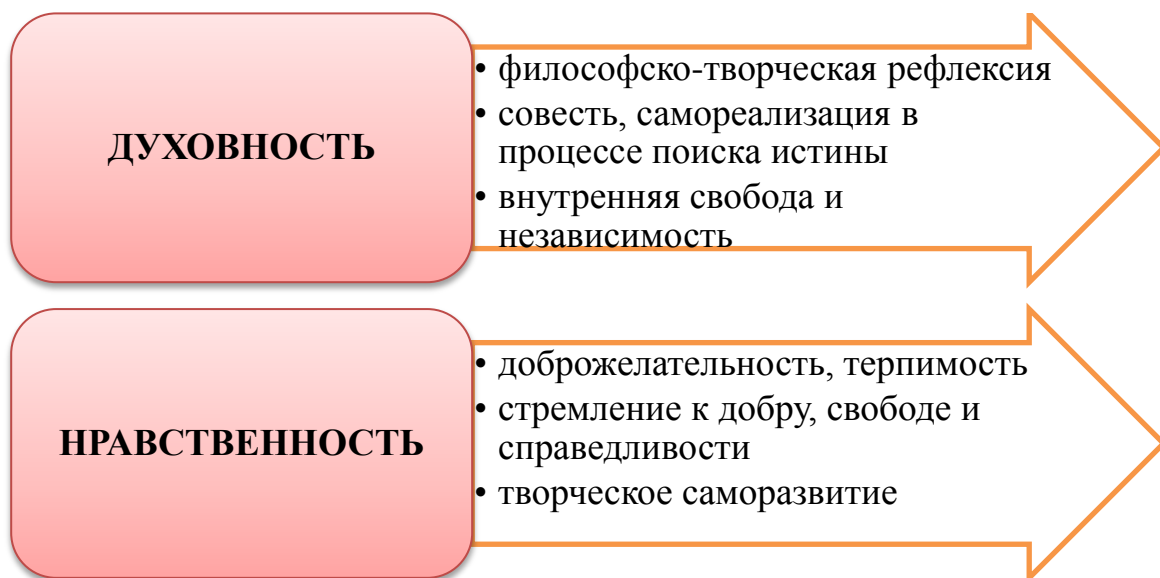 ДУХОВНОСТЬ
• философско-творческая рефлексия
• совесть, самореализация в
процессе поиска истины
• внутренняя свобода и
независимость
НРАВСТВЕННОСТЬ
• доброжелательность, терпимость
• стремление к добру, свободе и
справедливости
• творческое саморазвитие